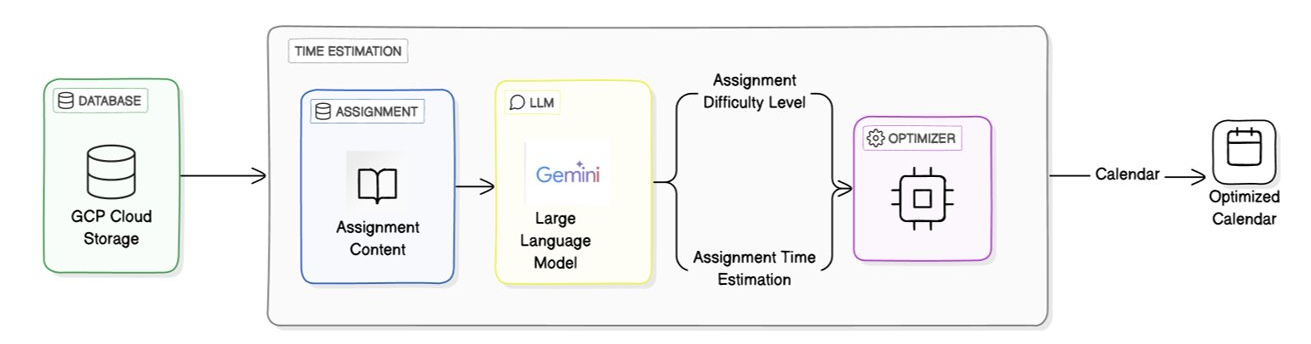 TIME ESTIMATION
DATABASE
GCP Cloud
Storage
ASSIGNMENT
Assignment
Content
LLM
Gemini
Large
Language
Model
Assignment
Difficulty Level
Assignment Time
Estimation
OPTIMIZER
Calendar
Optimized
Calendar